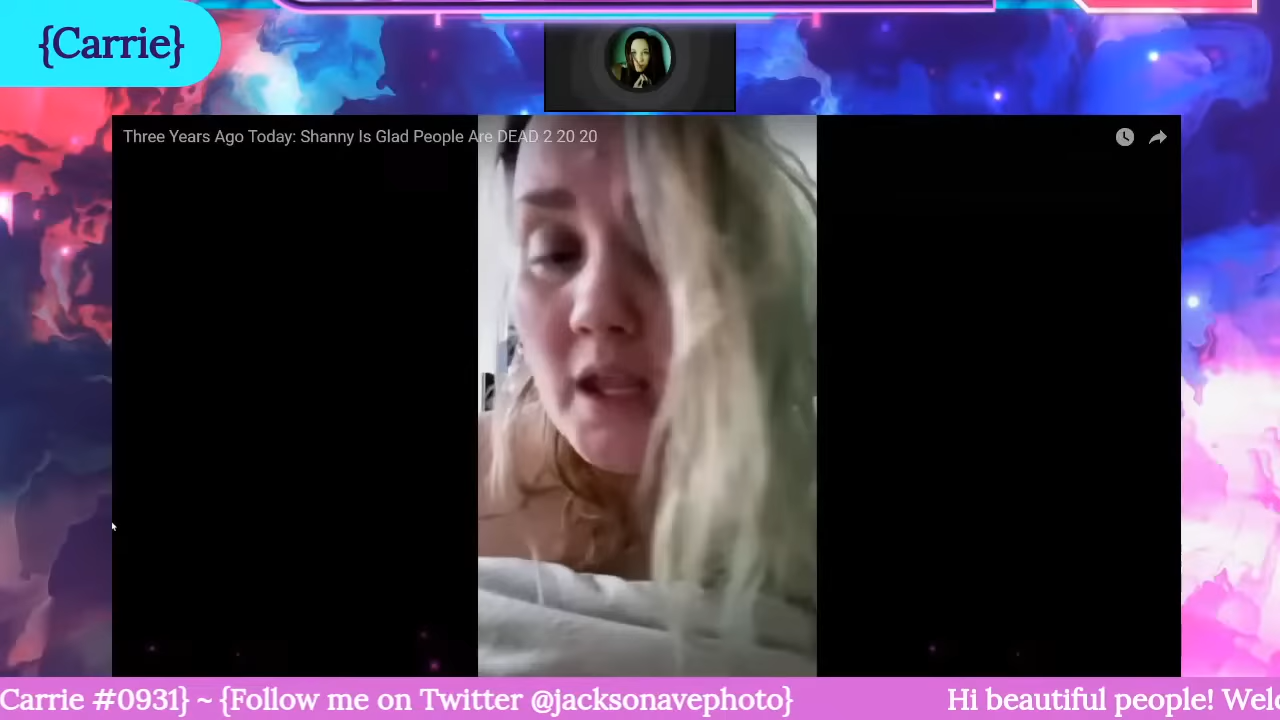 {Carrie}
Three Years Ago Today: Shanny Is Glad People Are DEAD 2 20 20
Carrie #0931} ~ {Follow me on Twitter @jacksonavephoto} Hi beautiful people! Welc